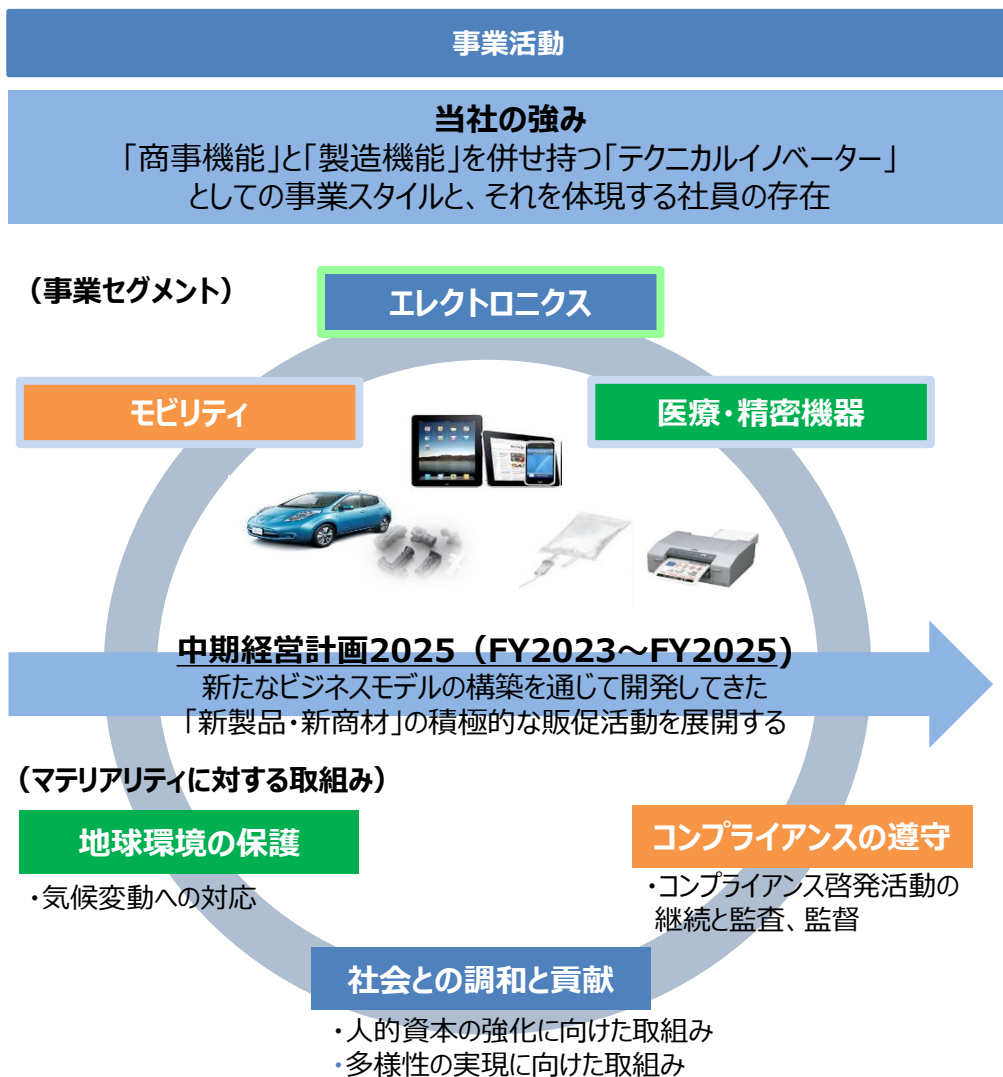 事業活動
当社の強み
「商事機能」と「製造機能」を併せ持つ「テクニカルイノベーター」
としての事業スタイルと、それを体現する社員の存在
（事業セグメント）
エレクトロニクス
モビリティ
医療・精密機器
中期経営計画2025（FY2023～FY2025)
新たなビジネスモデルの構築を通じて開発してきた
「新製品・新商材」の積極的な販促活動を展開する
（マテリアリティに対する取組み）
地球環境の保護
・気候変動への対応
コンプライアンスの遵守
・コンプライアンス啓発活動の
継続と監査、監督
社会との調和と貢献
・人的資本の強化に向けた取組み
・多様性の実現に向けた取組み